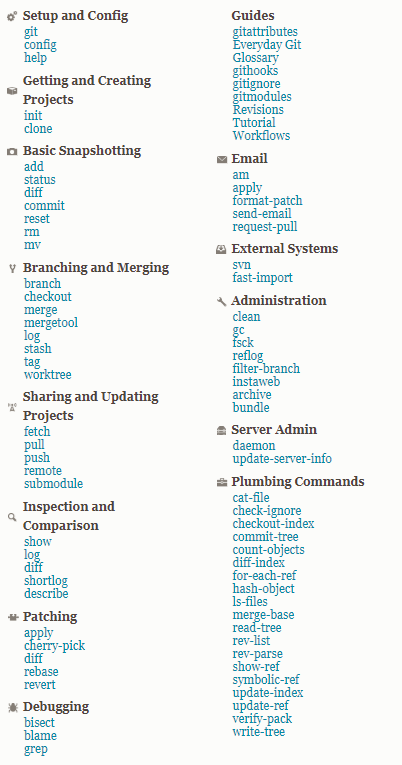 Setup and Config
git
config
help
Getting and Creating
Projects
init
clone
Basic Snapshotting
add
status
diff
commit
reset
rm
mv
Branching and Merging
branch
checkout
merge
mergetool
log
stash
tag
worktree
Sharing and Updating
Projects
fetch
pull
push
remote
submodule
Inspection and
Comparison
show
log
diff
shortlog
describe
Patching
apply
cherry-pick
diff
rebase
revert
Debugging
bisect
blame
grep
Guides
gitattributes
Everyday Git
Glossary
githooks
gitignore
gitmodules
Revisions
Tutorial
Workflows
Email
am
apply
format-patch
send-email
request-pull
External Systems
svn
fast-import
Administration
clean
gc
fsck
reflog
filter-branch
instaweb
archive
bundle
Server Admin
daemon
update-server-info
Plumbing Commands
cat-file
check-ignore
checkout-index
commit-tree
count-objects
diff-index
for-each-ref
hash-object
ls-files
merge-base
read-tree
rev-list
rev-parse
show-ref
symbolic-ref
update-index
update-ref
verify-pack
write-tree